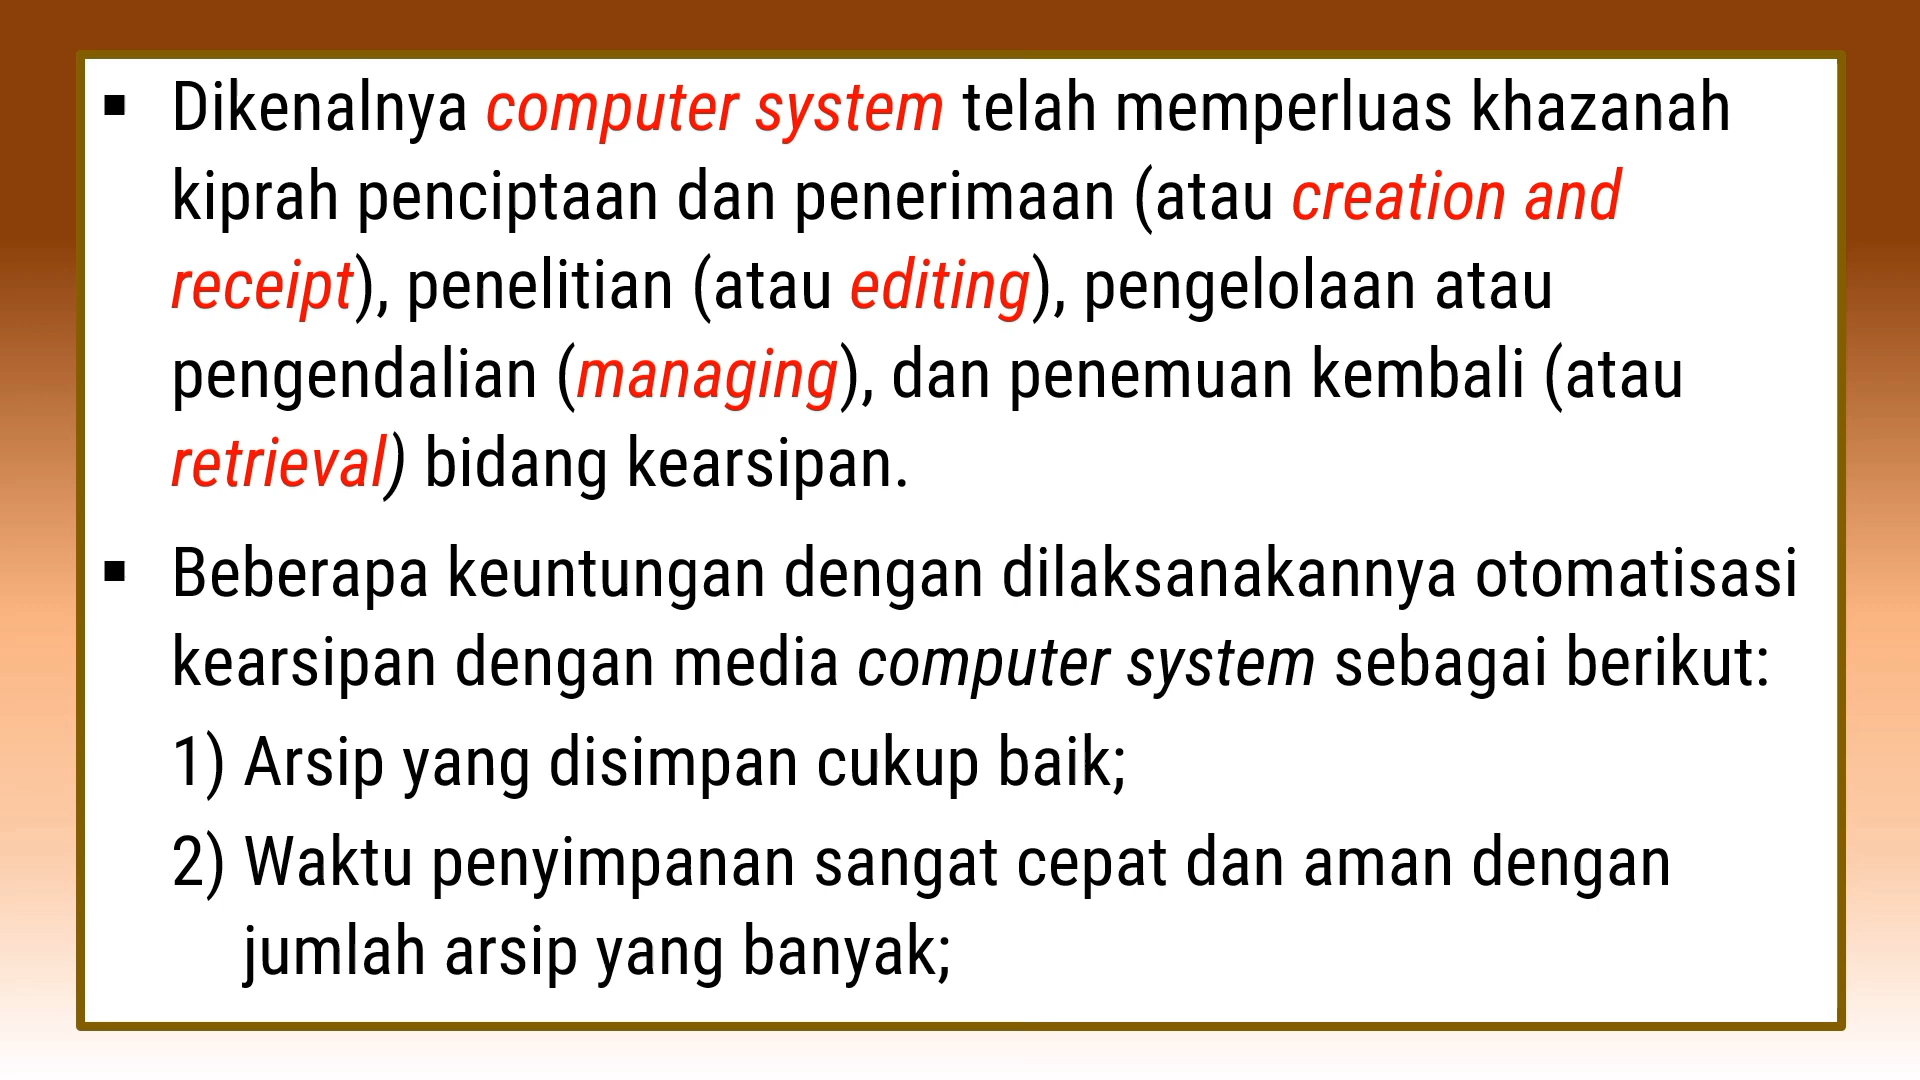 ▪ Dikenalnya computer system telah memperluas khazanah
kiprah penciptaan dan penerimaan (atau creation and
receipt), penelitian (atau editing), pengelolaan atau
pengendalian (managing), dan penemuan kembali (atau
retrieval) bidang kearsipan.
▪ Beberapa keuntungan dengan dilaksanakannya otomatisasi
kearsipan dengan media computer system sebagai berikut:
1) Arsip yang disimpan cukup baik;
2) Waktu penyimpanan sangat cepat dan aman dengan
jumlah arsip yang banyak;